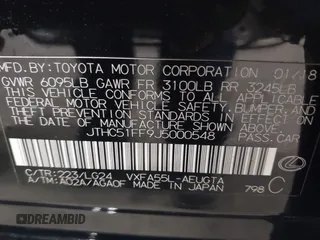 MFD.BY: TOYOTA MOTOR CORPORATION 01/18
GVWR 6095LB GAWR FR 3100LB RR 3245LB
THIS VEHICLE CONFORMS TO ALL APPLICABLE
FEDERAL MOTOR VEHICLE SAFETY, BUMPER, AND
THEFT PREVENTION STANDARDS IN EFFECT ON
THE DATE OF MANUFACTURE SHOWN ABOVE.
JTHC51FF9J5000548 PASS.CAR
C/TR:223/LG24 VXFA55L-AEUGTA
A/TM:AD2A/AGA0F MADE IN JAPAN 798 C
DREAMBID